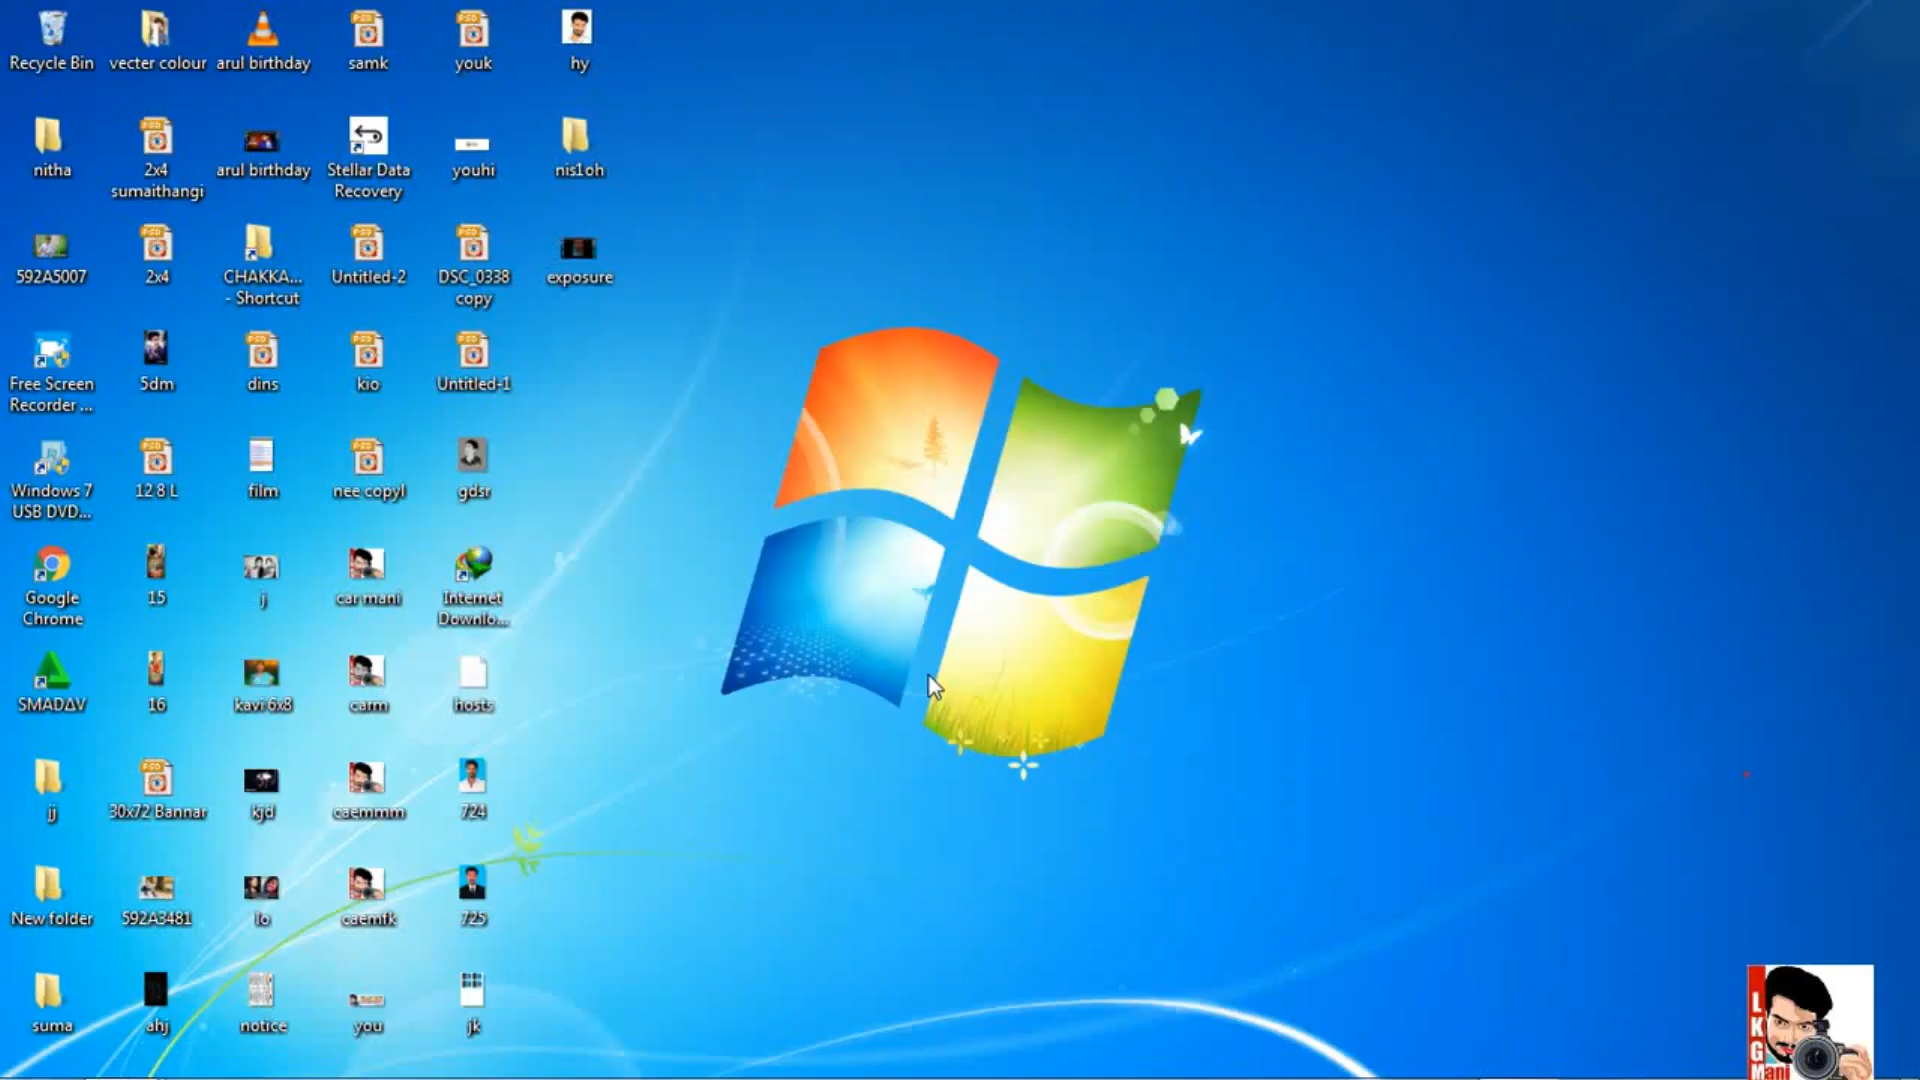 Recycle Bin
vecter colour
arul birthday
samk
youk
hy
nitha
2x4
sumaithangi
arul birthday
Stellar Data
Recovery
youhi
nis1oh
592A5007
2x4
CHAKKA...
- Shortcut
Untitled-2
DSC_0338
copy
exposure
Free Screen
Recorder ...
5dm
dins
kio
Untitled-1
Windows 7
USB DVD...
12 8 L
film
nee copyl
gdsr
Google
Chrome
15
j
car mani
Internet
Downlo...
SMADΔV
16
kavi 6x8
carm
hosts
jj
30x72 Bannar
kjd
caemmm
724
New folder
592A3481
lo
caemfk
725
suma
ahj
notice
you
jk
LKG
Mani